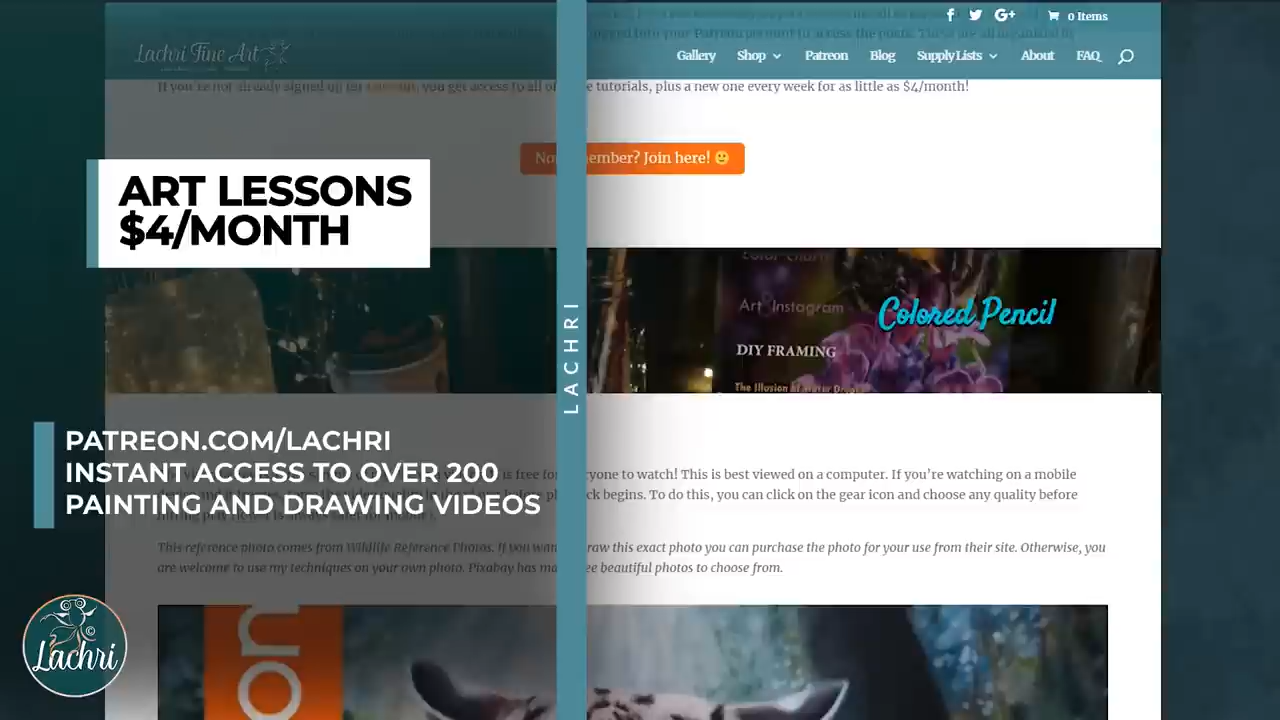 0 Items
Lachri Fine Art
Gallery Shop Patreon Blog Supply Lists About FAQ
If you're not already signed up for , you get access to all of tutorials, plus a new one every week for as little as $4/month!
member? Join here! 🙂
ART LESSONS
$4/MONTH
Color Charts
Art Instagram
DIY FRAMING
The Illusion of Water Drops
Colored Pencil
LACHRI
PATREON.COM/LACHRI
INSTANT ACCESS TO OVER 200
PAINTING AND DRAWING VIDEOS
is free for everyone to watch! This is best viewed on a computer. If you're watching on a mobile
begins. To do this, you can click on the gear icon and choose any quality before
This reference photo comes from Wildlife Reference Photos. If you want draw this exact photo you can purchase the photo for your use from their site. Otherwise, you
are welcome to use my techniques on your own photo. Pixabay has beautiful photos to choose from.
on
Lachri